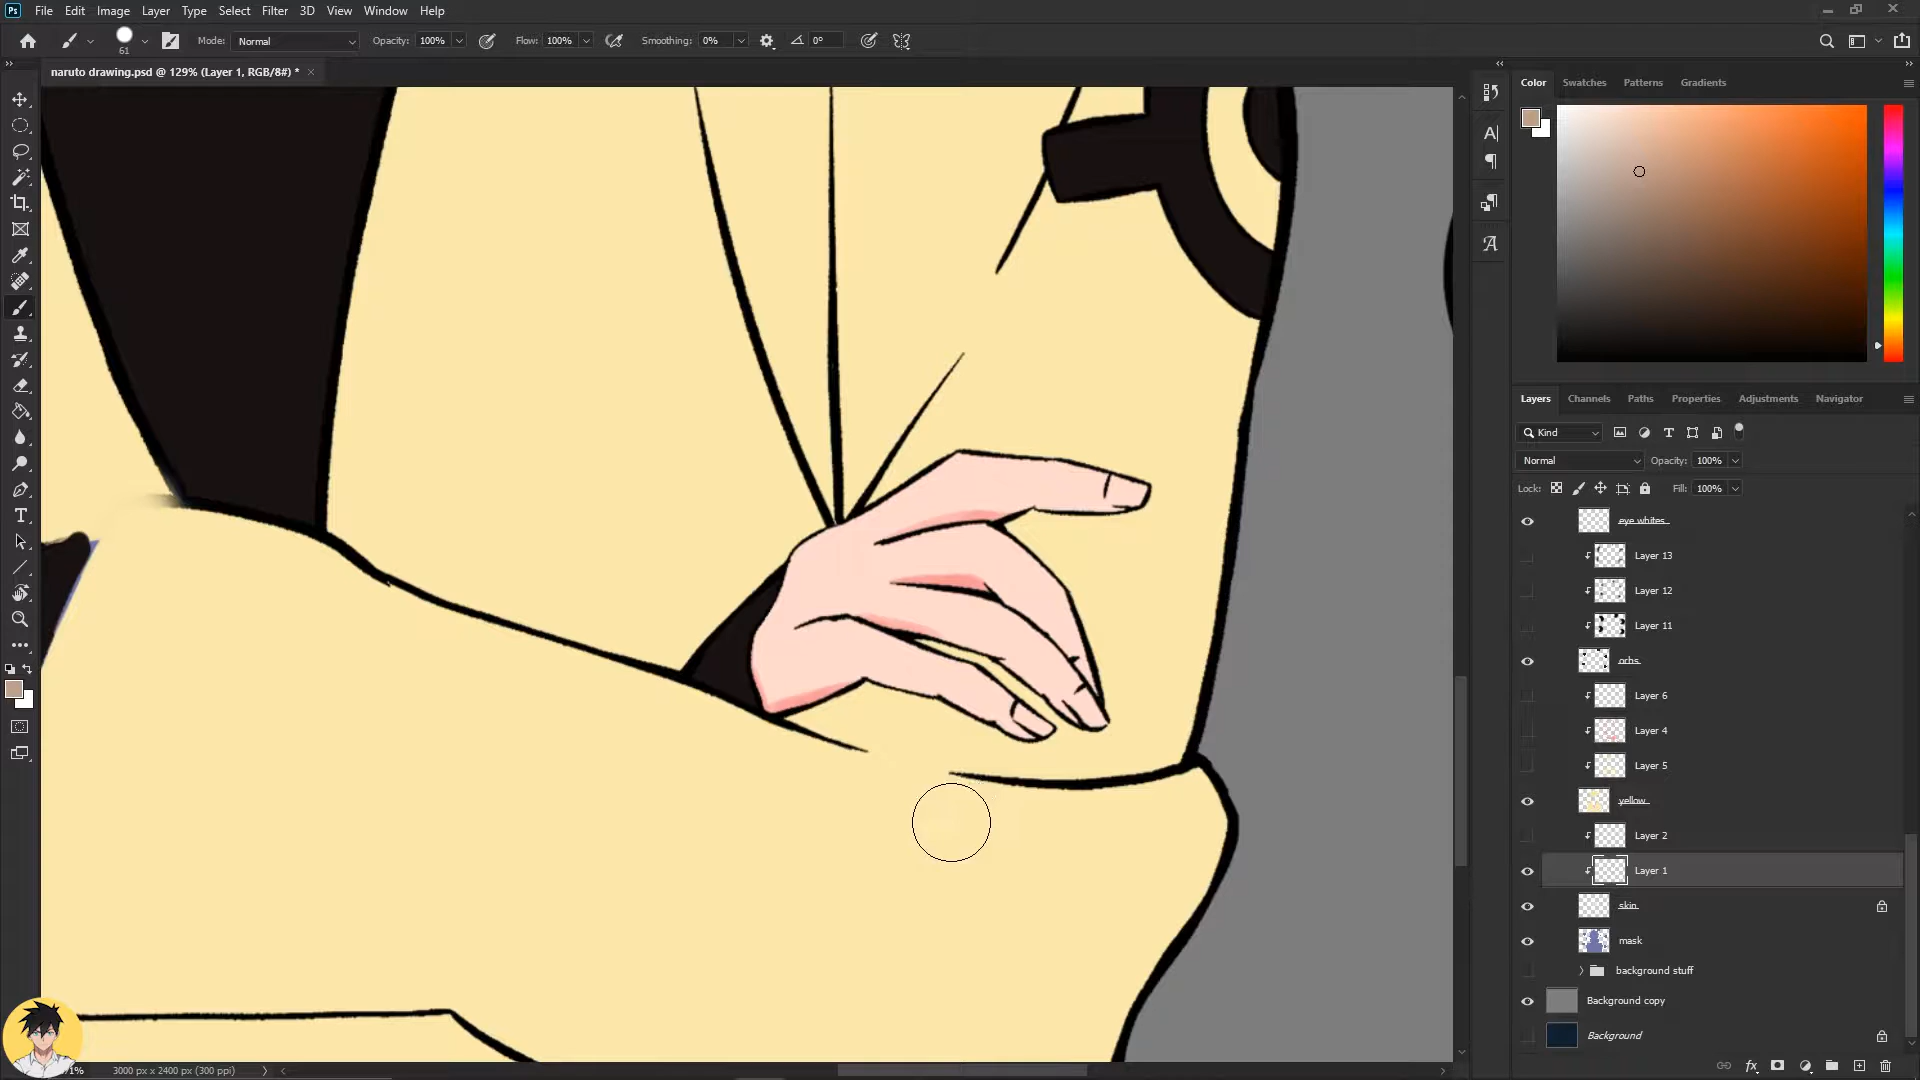 Ps File Edit Image Layer Type Select Filter 3D View Window Help
61 Mode: Normal Opacity: 100% Flow: 100% Smoothing: 0% 0°
naruto drawing.psd @ 129% (Layer 1, RGB/8#) * ×
Color Swatches Patterns Gradients
Layers Channels Paths Properties Adjustments Navigator
Kind
Normal Opacity: 100%
Lock: Fill: 100%
eye whites
Layer 13
Layer 12
Layer 11
orbs
Layer 6
Layer 4
Layer 5
yellow
Layer 2
Layer 1
skin
mask
background stuff
Background copy
Background
3000 px x 2400 px (300 ppi)